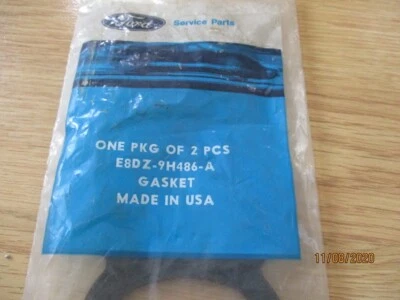 Ford Service Parts
ONE PKG OF 2 PCS
E8DZ-9H486-A
GASKET
MADE IN USA
11/08/2020